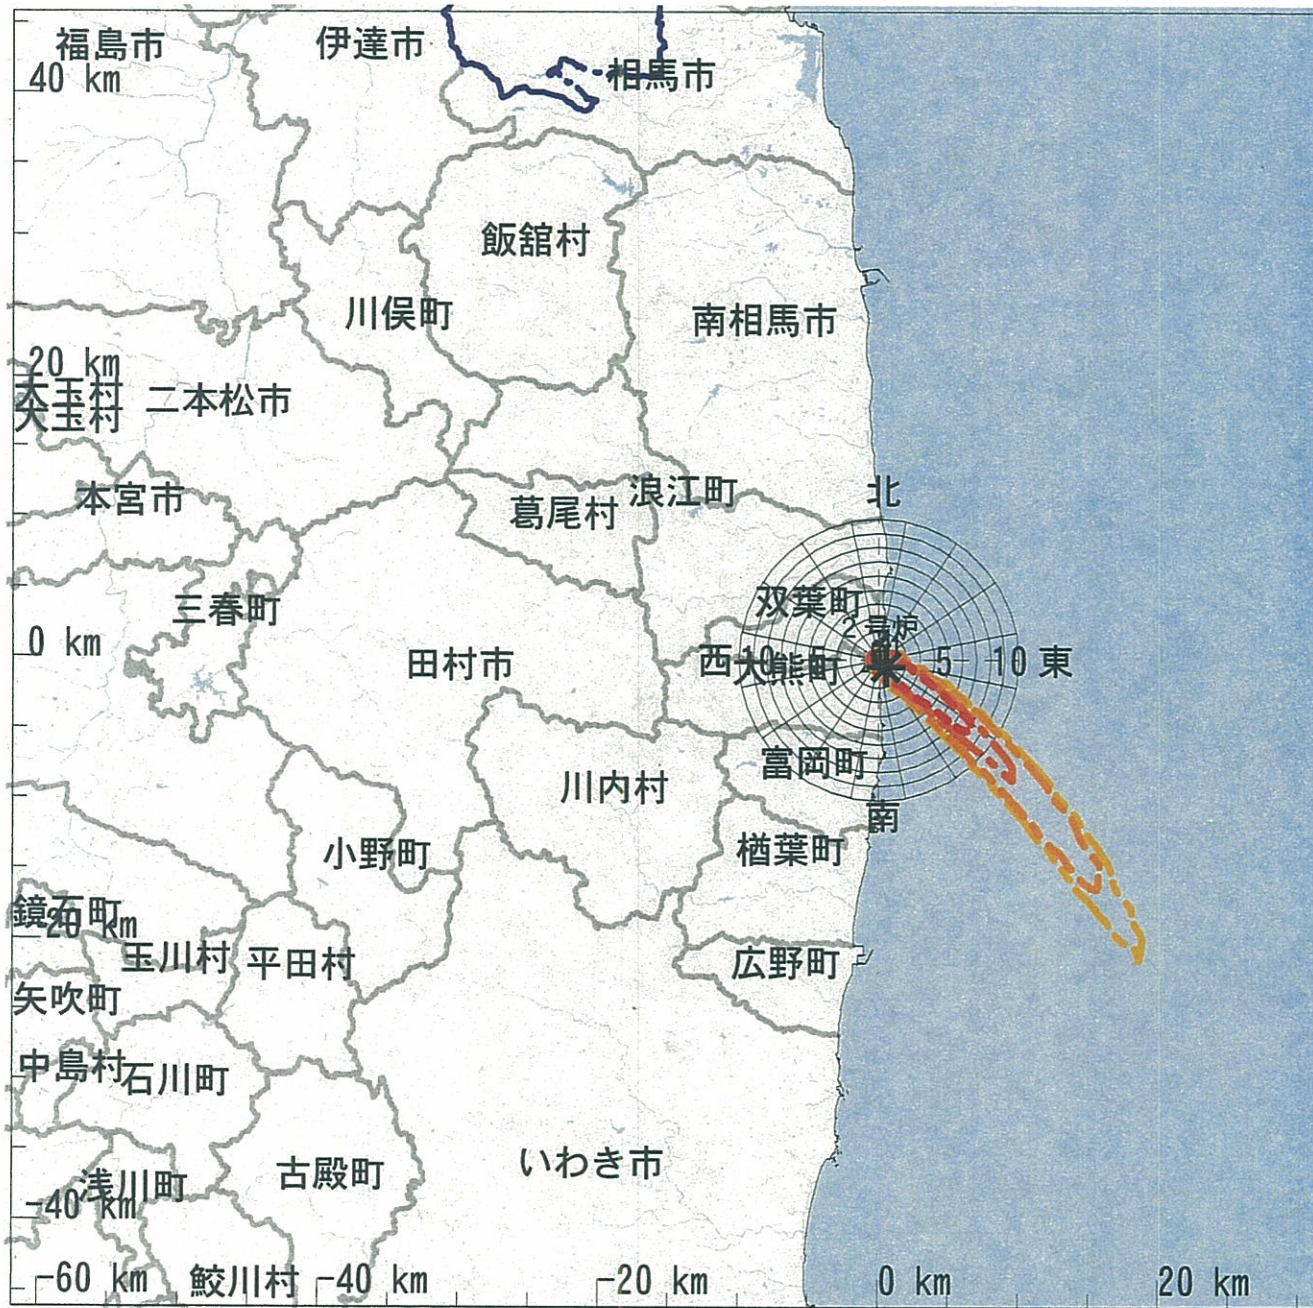 福島市
伊達市
相馬市
40 km
飯舘村
川俣町
南相馬市
20 km
大玉村
大玉村
二本松市
本宮市
葛尾村
浪江町
北
三春町
双葉町
2号炉
0 km
田村市
西
10
5
大熊町
5
10
東
富岡町
川内村
南
小野町
楢葉町
鏡石町
-20 km
玉川村
平田村
広野町
矢吹町
中島村
石川町
いわき市
古殿町
浅川町
-40 km
-60 km
鮫川村
-40 km
-20 km
0 km
20 km